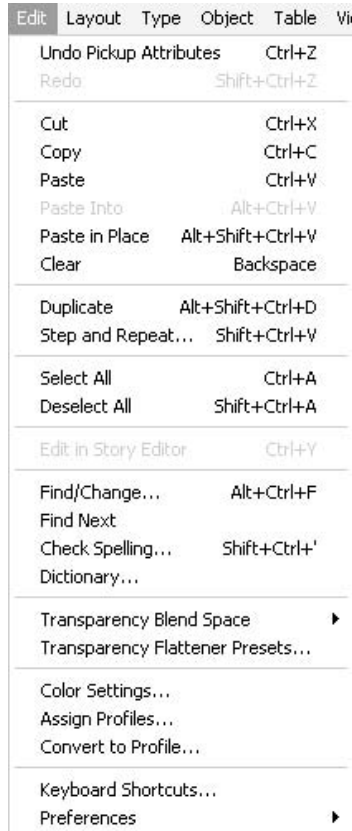 Edit Layout Type Object Table
Undo Pickup Attributes Ctrl+Z
Redo Shift+Ctrl+Z
Cut Ctrl+X
Copy Ctrl+C
Paste Ctrl+V
Paste Into Alt+Ctrl+V
Paste in Place Alt+Shift+Ctrl+V
Clear Backspace
Duplicate Alt+Shift+Ctrl+D
Step and Repeat... Shift+Ctrl+V
Select All Ctrl+A
Deselect All Shift+Ctrl+A
Edit in Story Editor Ctrl+Y
Find/Change... Alt+Ctrl+F
Find Next
Check Spelling... Shift+Ctrl+'
Dictionary...
Transparency Blend Space
Transparency Flattener Presets...
Color Settings...
Assign Profiles...
Convert to Profile...
Keyboard Shortcuts...
Preferences